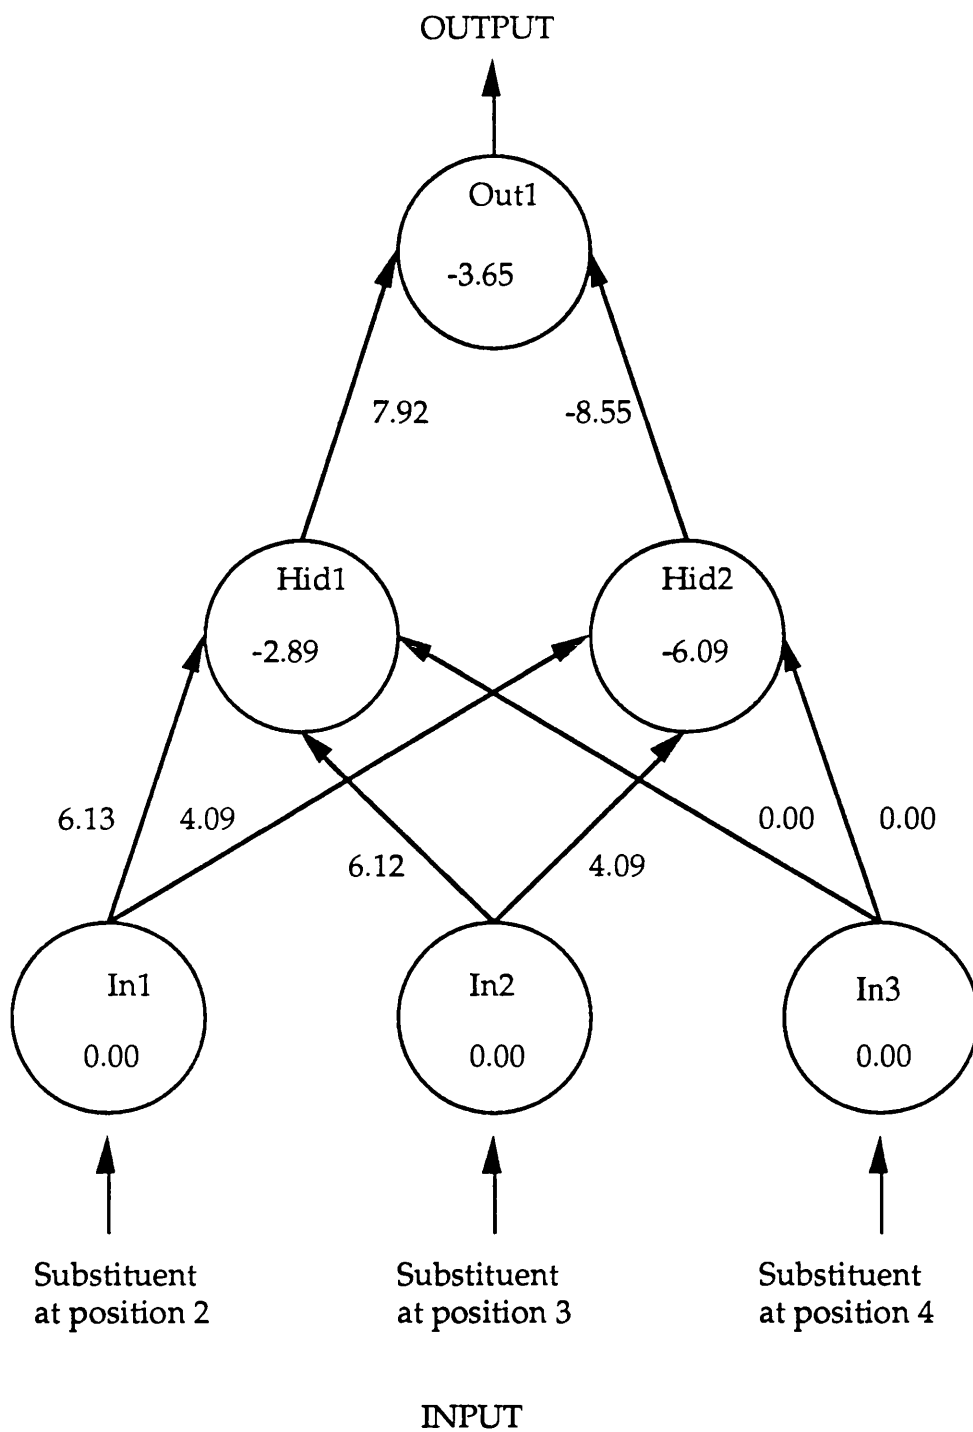 OUTPUT
Out1
-3.65
7.92 -8.55
Hid1 Hid2
-2.89 -6.09
6.13 4.09 0.00 0.00
6.12 4.09
In1 In2 In3
0.00 0.00 0.00
Substituent Substituent Substituent
at position 2 at position 3 at position 4
INPUT